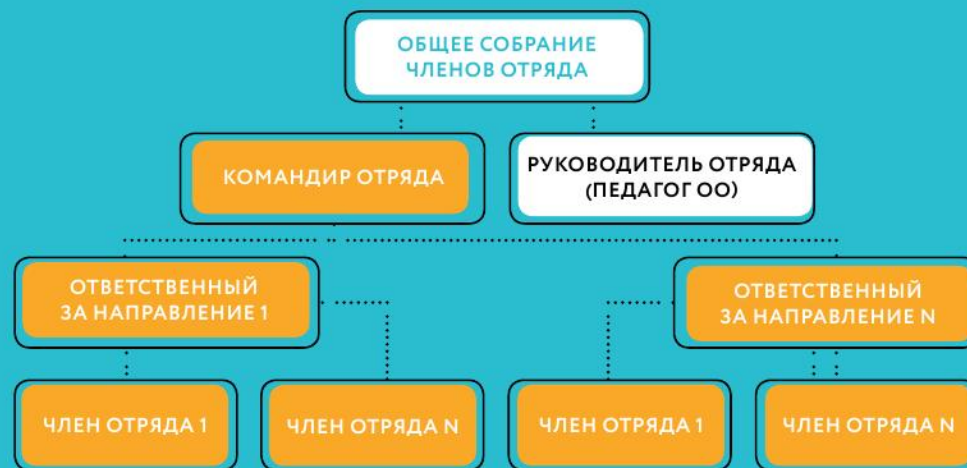 ОБЩЕЕ СОБРАНИЕ
ЧЛЕНОВ ОТРЯДА
КОМАНДИР ОТРЯДА
РУКОВОДИТЕЛЬ ОТРЯДА
(ПЕДАГОГ ОО)
ОТВЕТСТВЕННЫЙ
ЗА НАПРАВЛЕНИЕ 1
ОТВЕТСТВЕННЫЙ
ЗА НАПРАВЛЕНИЕ N
ЧЛЕН ОТРЯДА 1
ЧЛЕН ОТРЯДА N
ЧЛЕН ОТРЯДА 1
ЧЛЕН ОТРЯДА N